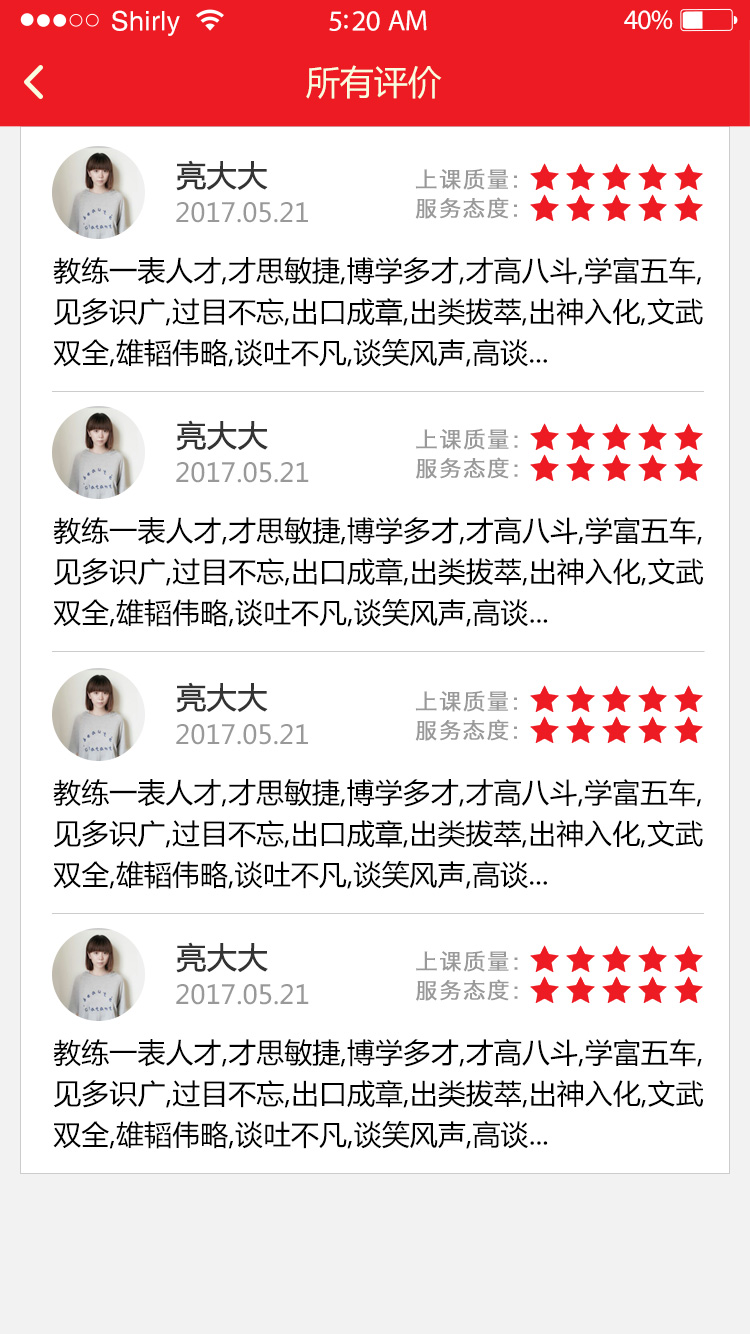 Shirly 5:20 AM 40%
所有评价
亮大大 上课质量:
2017.05.21 服务态度:
教练一表人才,才思敏捷,博学多才,才高八斗,学富五车,
见多识广,过目不忘,出口成章,出类拔萃,出神入化,文武
双全,雄韬伟略,谈吐不凡,谈笑风声,高谈...
亮大大 上课质量:
2017.05.21 服务态度:
教练一表人才,才思敏捷,博学多才,才高八斗,学富五车,
见多识广,过目不忘,出口成章,出类拔萃,出神入化,文武
双全,雄韬伟略,谈吐不凡,谈笑风声,高谈...
亮大大 上课质量:
2017.05.21 服务态度:
教练一表人才,才思敏捷,博学多才,才高八斗,学富五车,
见多识广,过目不忘,出口成章,出类拔萃,出神入化,文武
双全,雄韬伟略,谈吐不凡,谈笑风声,高谈...
亮大大 上课质量:
2017.05.21 服务态度:
教练一表人才,才思敏捷,博学多才,才高八斗,学富五车,
见多识广,过目不忘,出口成章,出类拔萃,出神入化,文武
双全,雄韬伟略,谈吐不凡,谈笑风声,高谈...